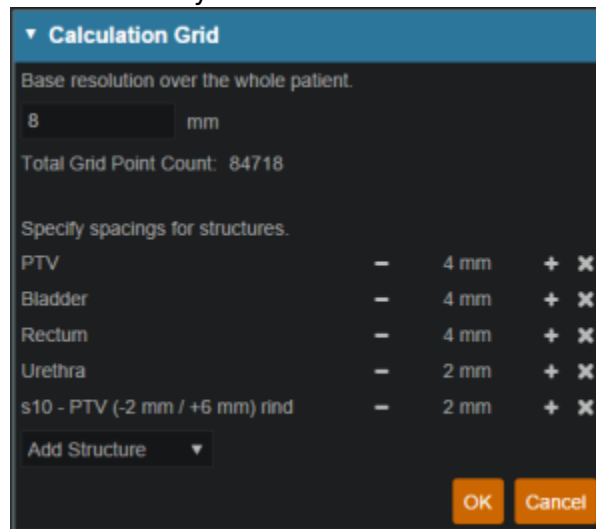 Calculation Grid
Base resolution over the whole patient.
8 mm
Total Grid Point Count: 84718
Specify spacings for structures.
PTV − 4 mm + ✖
Bladder − 4 mm + ✖
Rectum − 4 mm + ✖
Urethra − 2 mm + ✖
s10 - PTV (-2 mm / +6 mm) rind − 2 mm + ✖
Add Structure ▼
OK Cancel